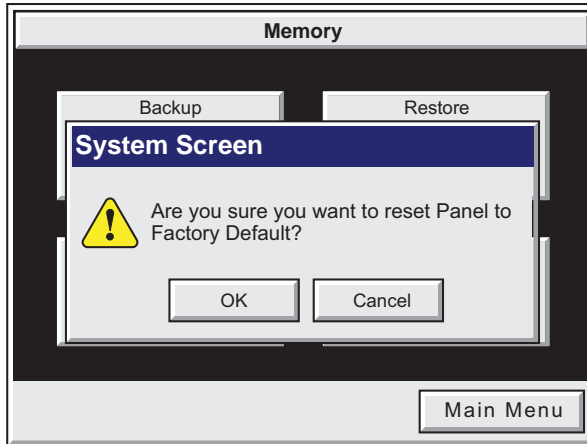 Memory
Backup
Restore
System Screen
Are you sure you want to reset Panel to
Factory Default?
OK
Cancel
Main Menu